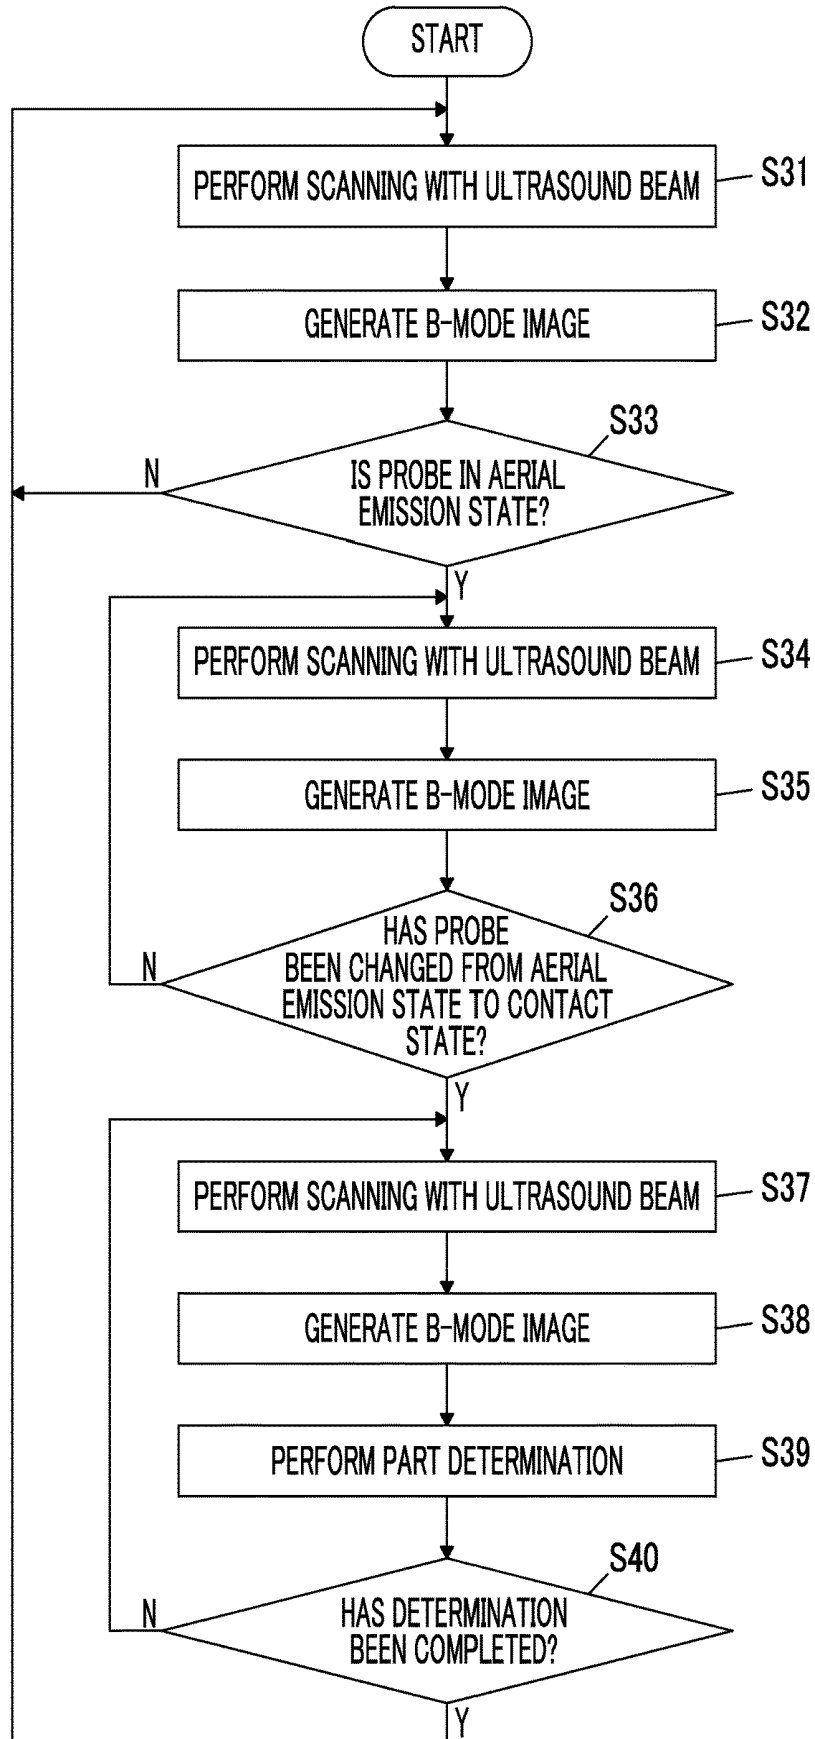 START
PERFORM SCANNING WITH ULTRASOUND BEAM
S31
GENERATE B-MODE IMAGE
S32
S33
N
IS PROBE IN AERIAL
EMISSION STATE?
Y
PERFORM SCANNING WITH ULTRASOUND BEAM
S34
GENERATE B-MODE IMAGE
S35
S36
N
HAS PROBE
BEEN CHANGED FROM AERIAL
EMISSION STATE TO CONTACT
STATE?
Y
PERFORM SCANNING WITH ULTRASOUND BEAM
S37
GENERATE B-MODE IMAGE
S38
PERFORM PART DETERMINATION
S39
S40
N
HAS DETERMINATION
BEEN COMPLETED?
Y